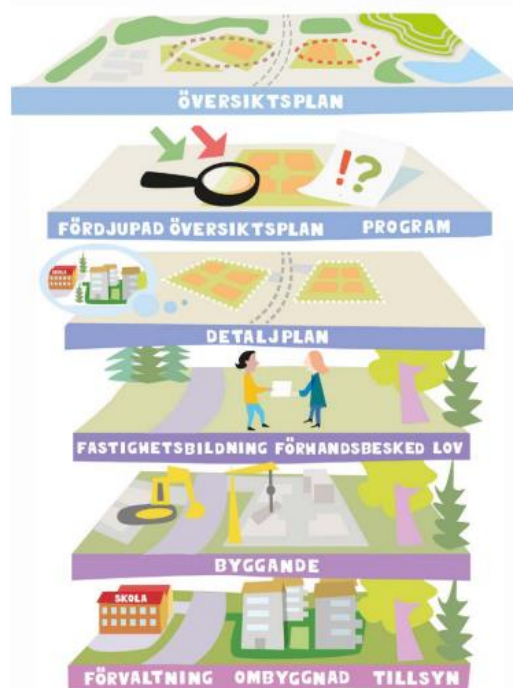 ÖVERSIKTSPLAN
!?
FÖRDJUPAD ÖVERSIKTSPLAN PROGRAM
SKOLA
DETALJPLAN
FASTIGHETSBILDNING FÖRHANDSBESKED LOV
BYGGANDE
SKOLA
FÖRVALTNING OMBYGGNAD TILLSYN